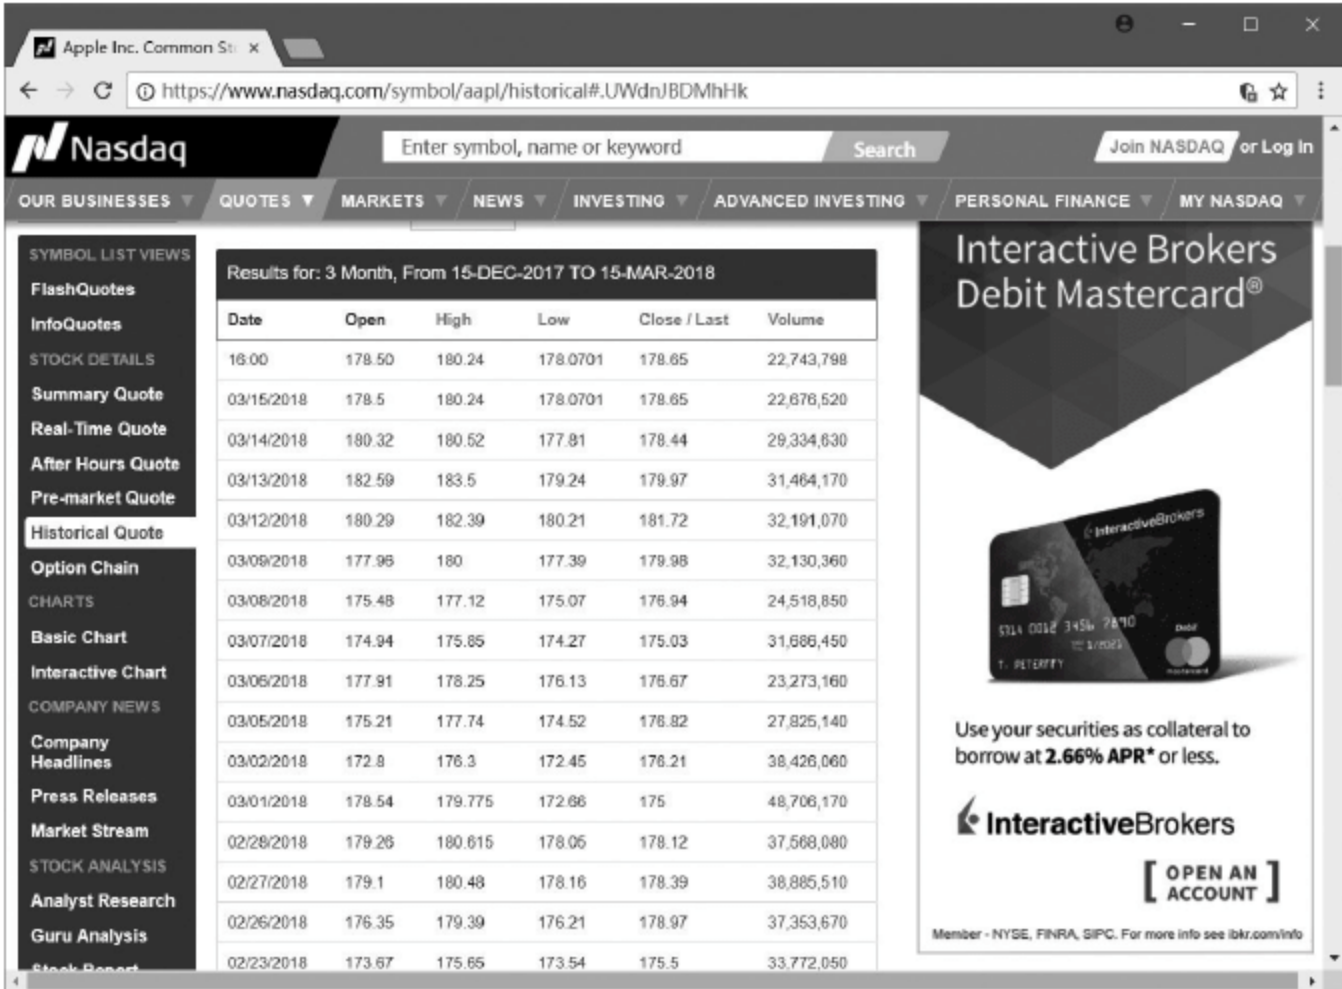 Apple Inc. Common St
https://www.nasdaq.com/symbol/aapl/historical#.UWdnJBDMhHk
Nasdaq
Enter symbol, name or keyword
Search
Join NASDAQ or Log In
OUR BUSINESSES QUOTES MARKETS NEWS INVESTING ADVANCED INVESTING PERSONAL FINANCE MY NASDAQ
SYMBOL LIST VIEWS
FlashQuotes
InfoQuotes
STOCK DETAILS
Summary Quote
Real-Time Quote
After Hours Quote
Pre-market Quote
Historical Quote
Option Chain
CHARTS
Basic Chart
Interactive Chart
COMPANY NEWS
Company
Headlines
Press Releases
Market Stream
STOCK ANALYSIS
Analyst Research
Guru Analysis
Stock Report
Results for: 3 Month, From 15-DEC-2017 TO 15-MAR-2018
Date Open High Low Close / Last Volume
16:00 178.50 180.24 178.0701 178.65 22,743,798
03/15/2018 178.5 180.24 178.0701 178.65 22,676,520
03/14/2018 180.32 180.52 177.81 178.44 29,334,630
03/13/2018 182.59 183.5 179.24 179.97 31,464,170
03/12/2018 180.29 182.39 180.21 181.72 32,191,070
03/09/2018 177.96 180 177.39 179.98 32,130,360
03/08/2018 175.48 177.12 175.07 176.94 24,518,850
03/07/2018 174.94 175.85 174.27 175.03 31,686,450
03/06/2018 177.91 178.25 176.13 176.67 23,273,160
03/05/2018 175.21 177.74 174.52 176.82 27,825,140
03/02/2018 172.8 176.3 172.45 176.21 38,426,060
03/01/2018 178.54 179.775 172.66 175 48,706,170
02/28/2018 179.26 180.615 178.05 178.12 37,568,080
02/27/2018 179.1 180.48 178.16 178.39 38,885,510
02/26/2018 176.35 179.39 176.21 178.97 37,353,670
02/23/2018 173.67 175.65 173.54 175.5 33,772,050
Interactive Brokers
Debit Mastercard®
InteractiveBrokers
5314 0012 3456 7890
Debit
T. PETERFFY
mastercard
Use your securities as collateral to
borrow at 2.66% APR* or less.
InteractiveBrokers
[ OPEN AN
ACCOUNT ]
Member - NYSE, FINRA, SIPC. For more info see ibkr.com/info